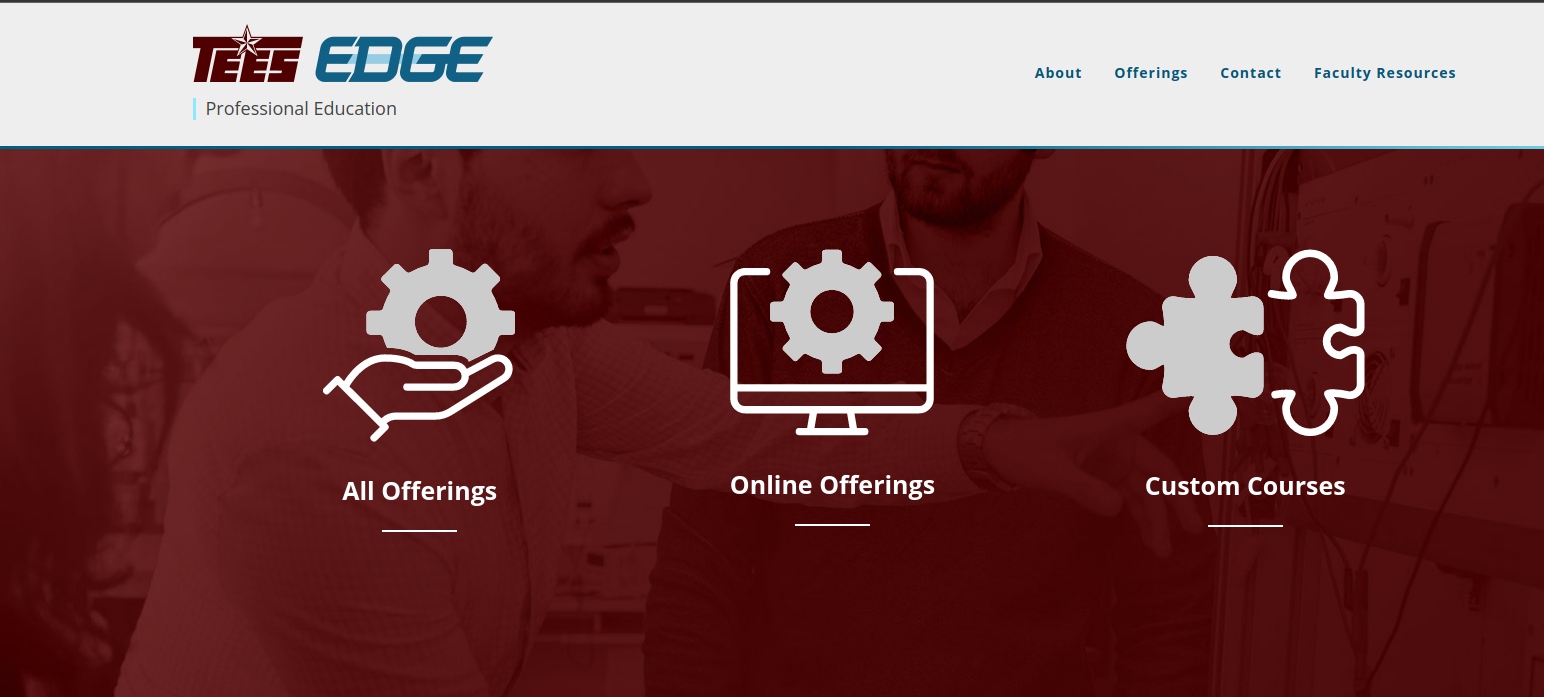 TEES EDGE
Professional Education
About Offerings Contact Faculty Resources
All Offerings
Online Offerings
Custom Courses